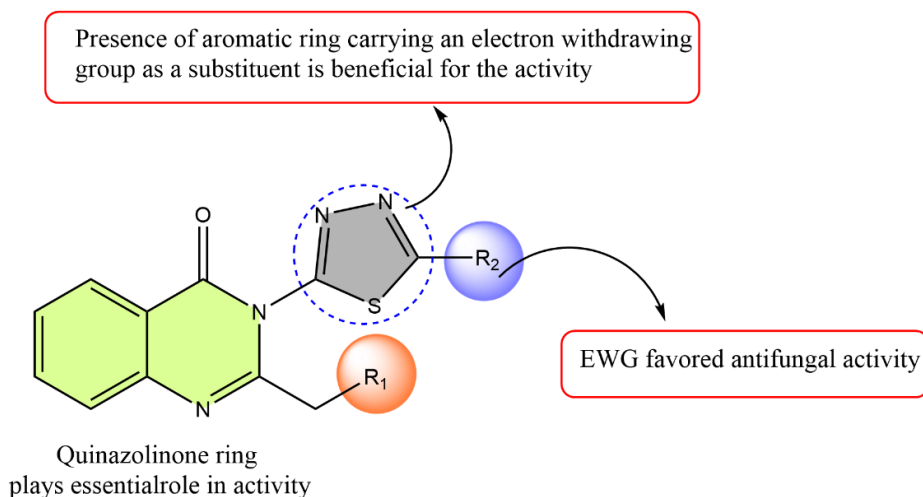 Presence of aromatic ring carrying an electron withdrawing
group as a substituent is beneficial for the activity
O
N
N
N
S
R₂
N
R₁
EWG favored antifungal activity
Quinazolinone ring
plays essentialrole in activity